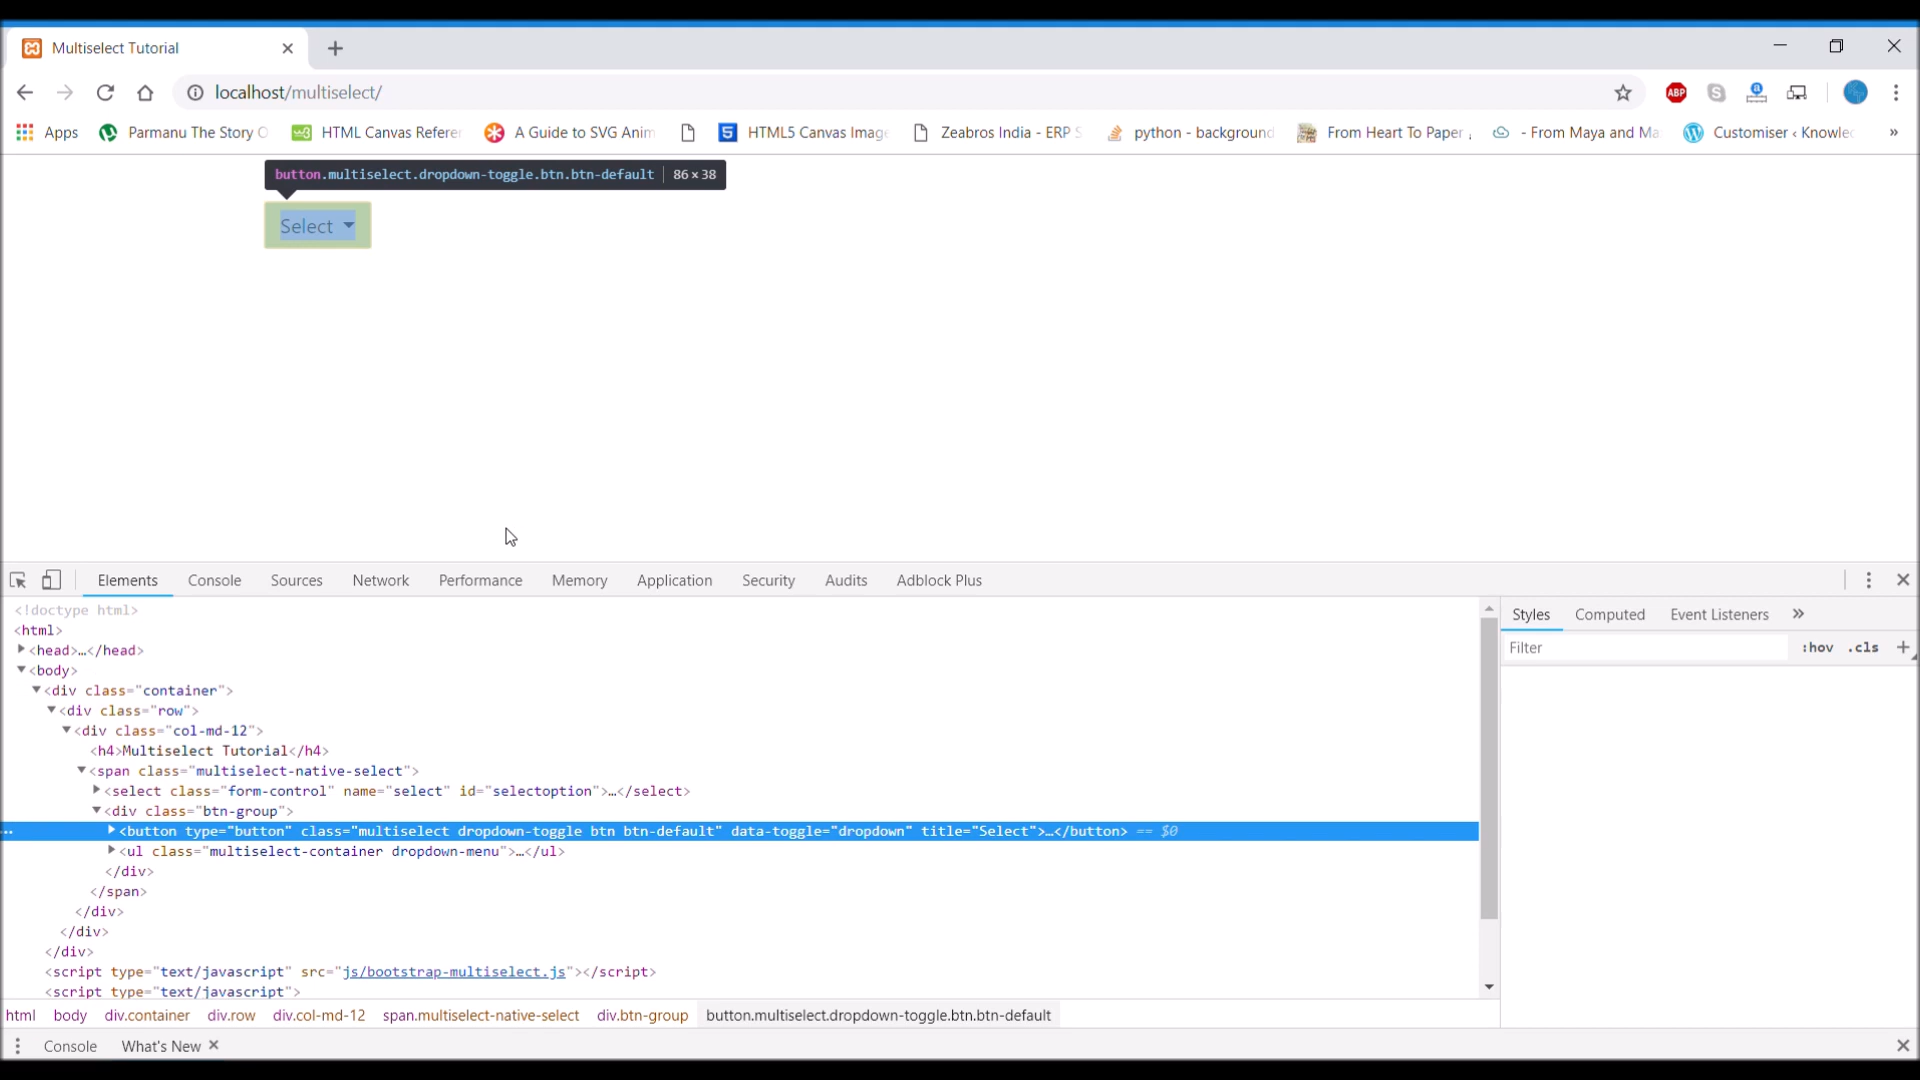 Multiselect Tutorial
localhost/multiselect/
ABP
Apps
Parmanu The Story O
HTML Canvas Refere
A Guide to SVG Anim
HTML5 Canvas Imag
Zeabros India - ERP S
python - background
From Heart To Paper
- From Maya and Ma
Customiser ‹ Knowle
»
button.multiselect.dropdown-toggle.btn.btn-default | 86 × 38
Select
Elements Console Sources Network Performance Memory Application Security Audits Adblock Plus
<!doctype html>
<html>
<head>…</head>
<body>
<div class="container">
<div class="row">
<div class="col-md-12">
<h4>Multiselect Tutorial</h4>
<span class="multiselect-native-select">
<select class="form-control" name="select" id="selectoption">…</select>
<div class="btn-group">
<button type="button" class="multiselect dropdown-toggle btn btn-default" data-toggle="dropdown" title="Select">…</button> == $0
<ul class="multiselect-container dropdown-menu">…</ul>
</div>
</span>
</div>
</div>
</div>
<script type="text/javascript" src="js/bootstrap-multiselect.js"></script>
<script type="text/javascript">
Styles Computed Event Listeners »
Filter :hov .cls +
html body div.container div.row div.col-md-12 span.multiselect-native-select div.btn-group button.multiselect.dropdown-toggle.btn.btn-default
Console What's New